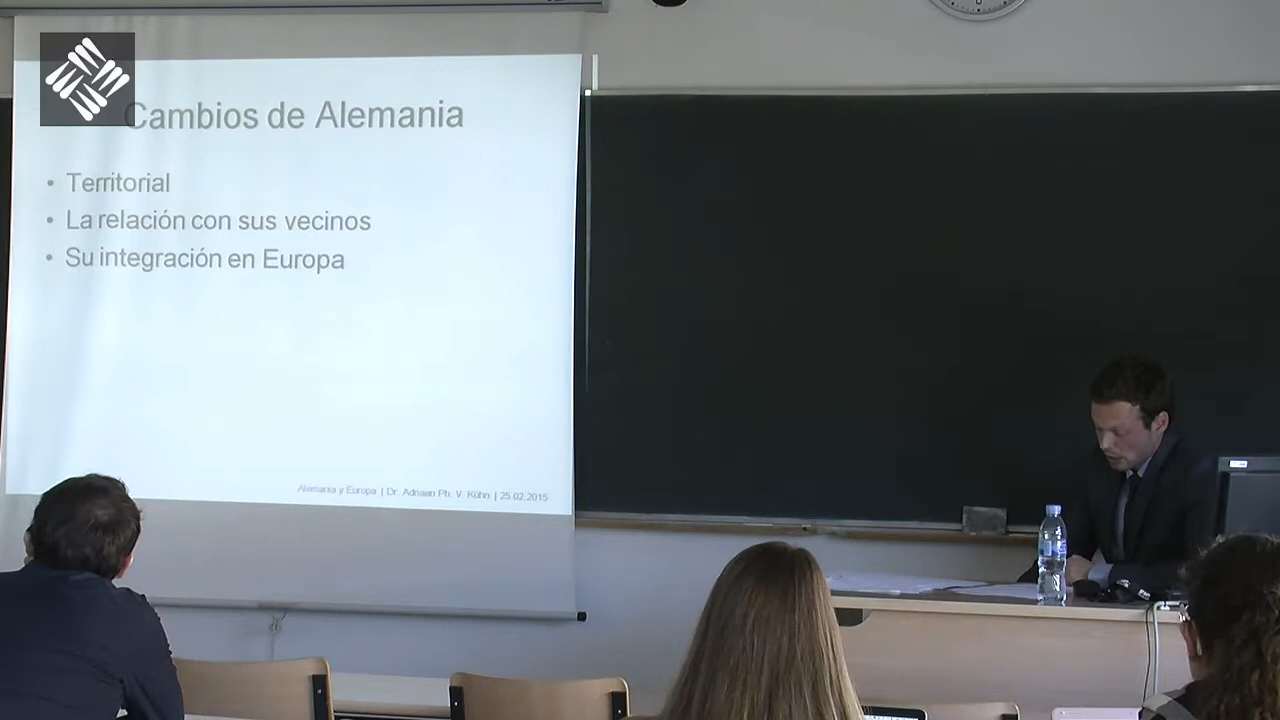 Cambios de Alemania
• Territorial
• La relación con sus vecinos
• Su integración en Europa
Alemania y Europa | Dr. Adriaan Ph. V. Kühn | 25.02.2015